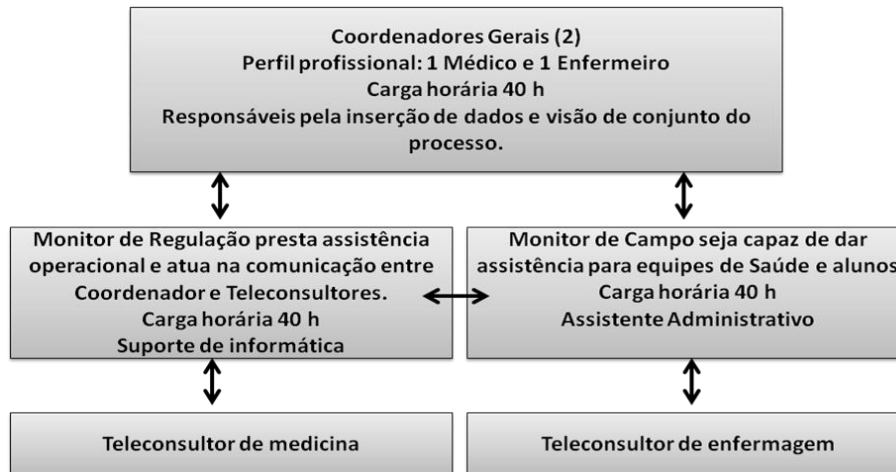 Coordenadores Gerais (2)
Perfil profissional: 1 Médico e 1 Enfermeiro
Carga horária 40 h
Responsáveis pela inserção de dados e visão de conjunto do
processo.
Monitor de Regulação presta assistência
operacional e atua na comunicação entre
Coordenador e Teleconsultores.
Carga horária 40 h
Suporte de informática
Monitor de Campo seja capaz de dar
assistência para equipes de Saúde e alunos
Carga horária 40 h
Assistente Administrativo
Teleconsultor de medicina
Teleconsultor de enfermagem